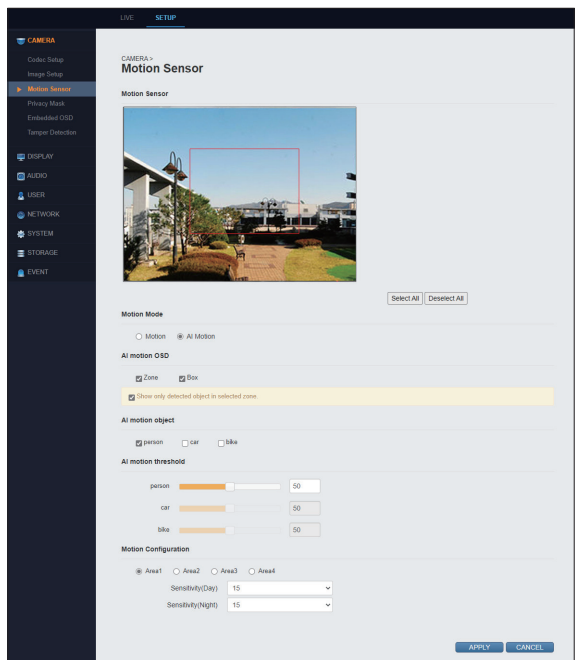 LIVE SETUP
CAMERA
Codec Setup
Image Setup
Motion Sensor
Privacy Mask
Embedded OSD
Tamper Detection
DISPLAY
AUDIO
USER
NETWORK
SYSTEM
STORAGE
EVENT
CAMERA >
Motion Sensor
Motion Sensor
Select All Deselect All
Motion Mode
Motion AI Motion
AI motion OSD
Zone Box
Show only detected object in selected zone.
AI motion object
person car bike
AI motion threshold
person 50
car 50
bike 50
Motion Configuration
Area1 Area2 Area3 Area4
Sensitivity(Day) 15
Sensitivity(Night) 15
APPLY CANCEL